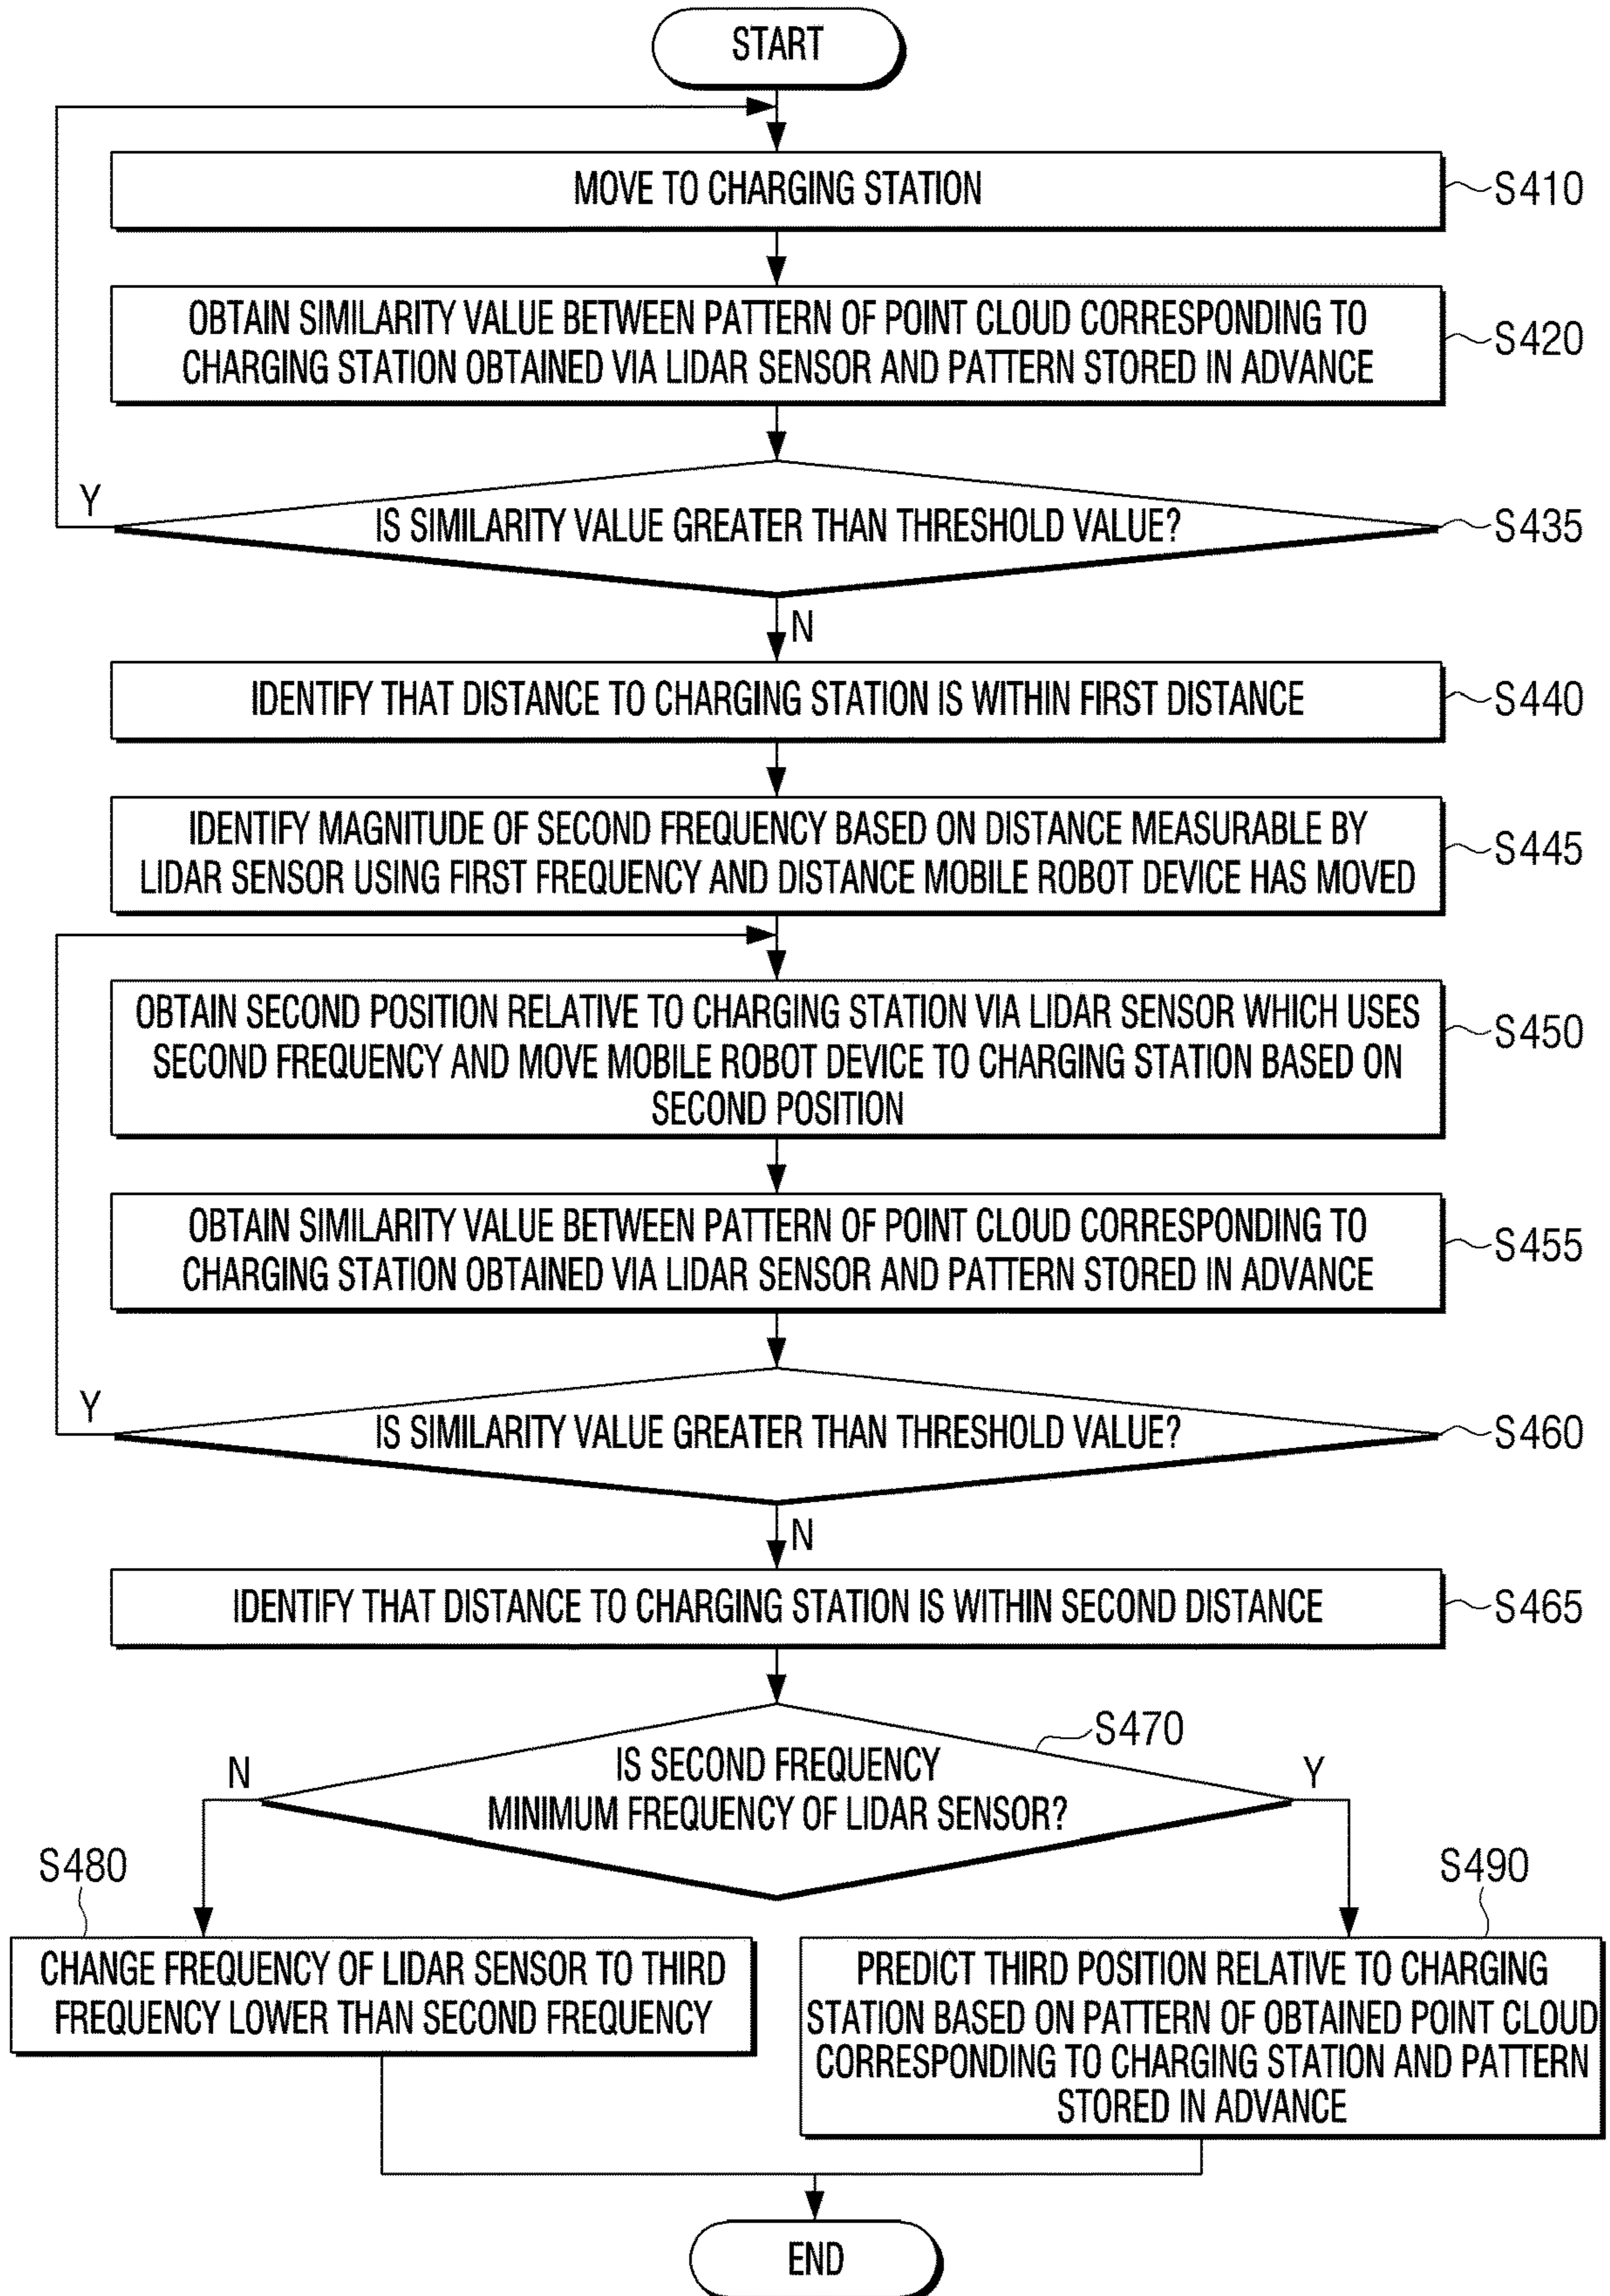 START
MOVE TO CHARGING STATION
S410
OBTAIN SIMILARITY VALUE BETWEEN PATTERN OF POINT CLOUD CORRESPONDING TO
CHARGING STATION OBTAINED VIA LIDAR SENSOR AND PATTERN STORED IN ADVANCE
S420
Y
IS SIMILARITY VALUE GREATER THAN THRESHOLD VALUE?
S435
N
IDENTIFY THAT DISTANCE TO CHARGING STATION IS WITHIN FIRST DISTANCE
S440
IDENTIFY MAGNITUDE OF SECOND FREQUENCY BASED ON DISTANCE MEASURABLE BY
LIDAR SENSOR USING FIRST FREQUENCY AND DISTANCE MOBILE ROBOT DEVICE HAS MOVED
S445
OBTAIN SECOND POSITION RELATIVE TO CHARGING STATION VIA LIDAR SENSOR WHICH USES
SECOND FREQUENCY AND MOVE MOBILE ROBOT DEVICE TO CHARGING STATION BASED ON
SECOND POSITION
S450
OBTAIN SIMILARITY VALUE BETWEEN PATTERN OF POINT CLOUD CORRESPONDING TO
CHARGING STATION OBTAINED VIA LIDAR SENSOR AND PATTERN STORED IN ADVANCE
S455
Y
IS SIMILARITY VALUE GREATER THAN THRESHOLD VALUE?
S460
N
IDENTIFY THAT DISTANCE TO CHARGING STATION IS WITHIN SECOND DISTANCE
S465
S470
N
IS SECOND FREQUENCY
MINIMUM FREQUENCY OF LIDAR SENSOR?
Y
S480
CHANGE FREQUENCY OF LIDAR SENSOR TO THIRD
FREQUENCY LOWER THAN SECOND FREQUENCY
S490
PREDICT THIRD POSITION RELATIVE TO CHARGING
STATION BASED ON PATTERN OF OBTAINED POINT CLOUD
CORRESPONDING TO CHARGING STATION AND PATTERN
STORED IN ADVANCE
END